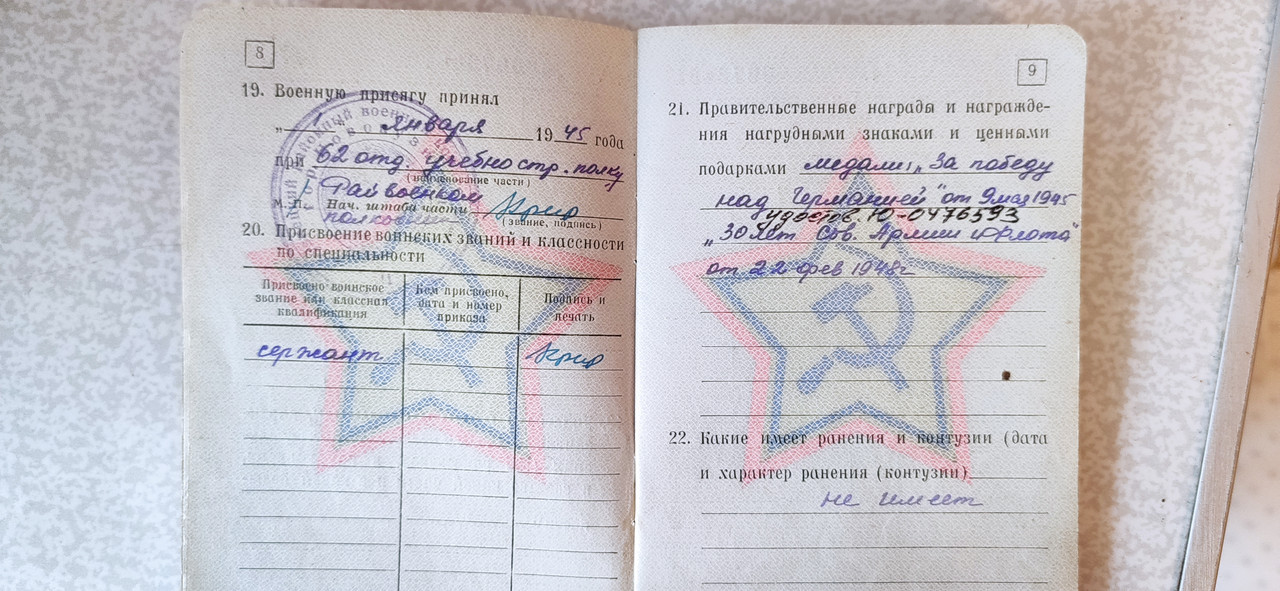 8
19. Военную присягу принял
„ января 1945 года
при 62 отд. учебно стр. полку
(наименование части)
Райвоенком
М. П. Нач. штаба части
полков
(звание, подпись)
20. Присвоение воинских званий и классности
по специальности
Присвоено воинское звание или классная квалификация
Кем присвоено, дата и номер приказа
Подпись и печать
сержант
9
21. Правительственные награды и награжде-
ния нагрудными знаками и ценными
подарками медали „За победу
над Германией" от 9 мая 1945
удостов. Ю-0476593
„30 лет Сов. Армии и Флота"
от 22 фев 1948г
22. Какие имеет ранения и контузии (дата
и характер ранения (контузии)
не имеет